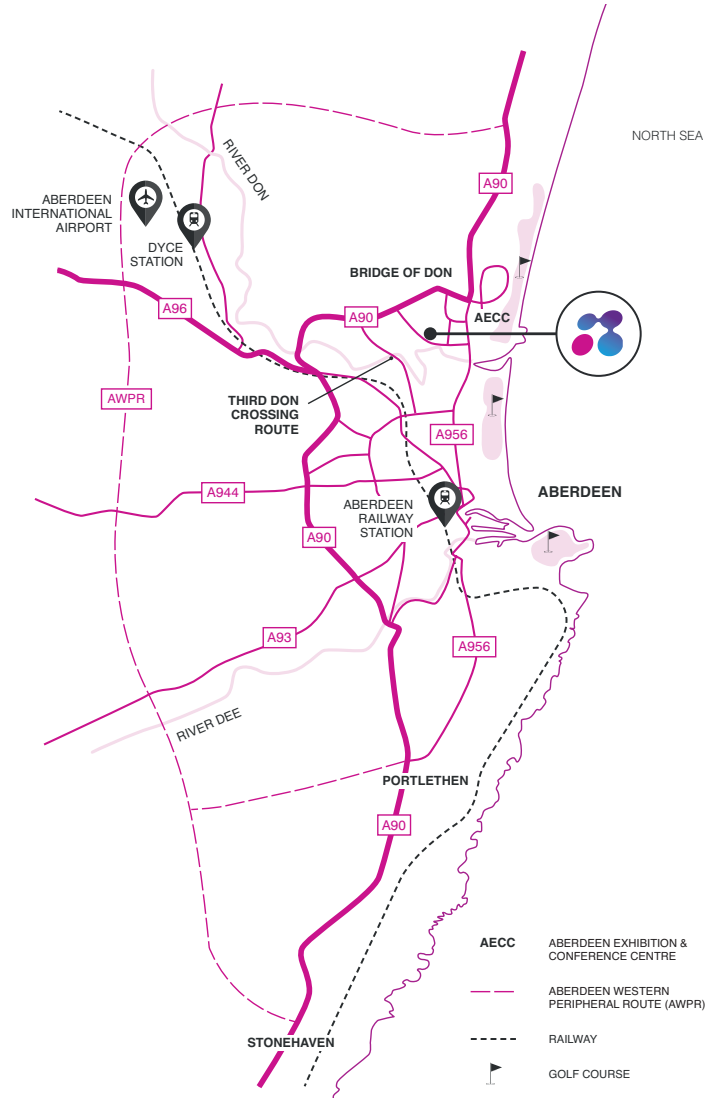 NORTH SEA
RIVER DON
A90
ABERDEEN
INTERNATIONAL
AIRPORT
DYCE
STATION
BRIDGE OF DON
A96
A90
AECC
AWPR
THIRD DON
CROSSING
ROUTE
A956
A944
ABERDEEN
ABERDEEN
RAILWAY
STATION
A90
A93
A956
RIVER DEE
PORTLETHEN
A90
AECC
ABERDEEN EXHIBITION &
CONFERENCE CENTRE
ABERDEEN WESTERN
PERIPHERAL ROUTE (AWPR)
RAILWAY
STONEHAVEN
GOLF COURSE